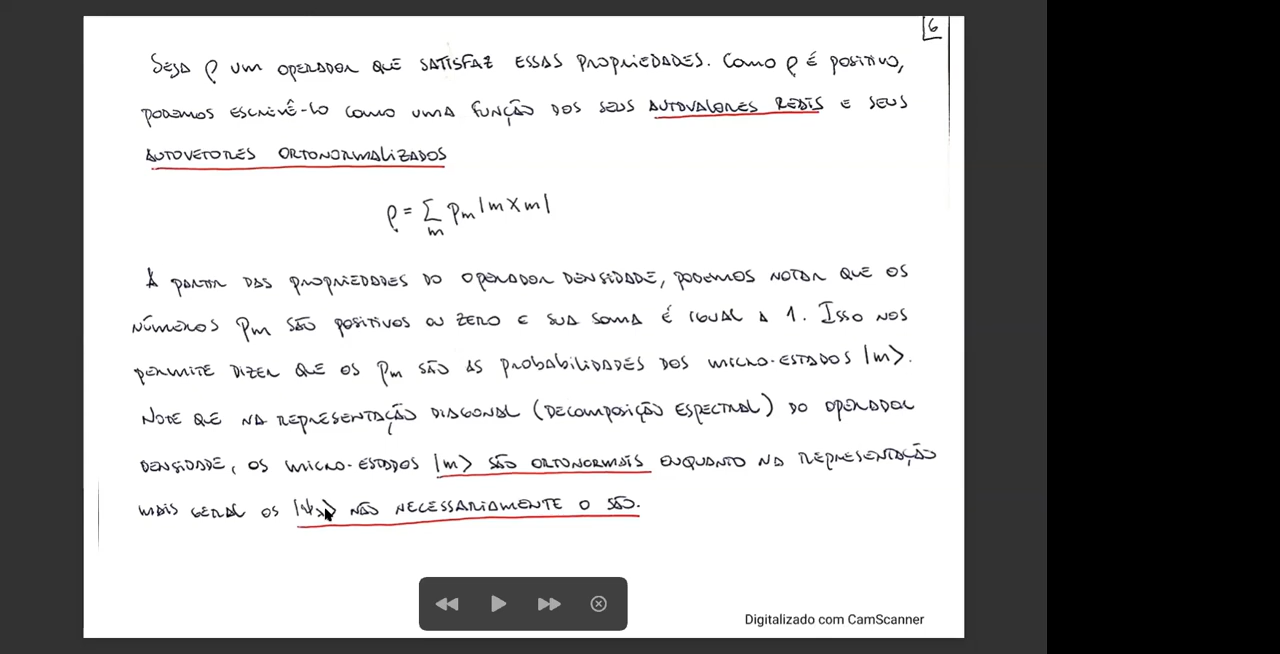 6
SEJA ρ UM OPERADOR QUE SATISFAZ ESSAS PROPRIEDADES. COMO ρ É POSITIVO,
PODEMOS ESCREVÊ-LO COMO UMA FUNÇÃO DOS SEUS AUTOVALORES REAIS E SEUS
AUTOVETORES ORTONORMALIZADOS
ρ = ∑ₘ pₘ |m⟩⟨m|
A PARTIR DAS PROPRIEDADES DO OPERADOR DENSIDADE, PODEMOS NOTAR QUE OS
NÚMEROS pₘ SÃO POSITIVOS OU ZERO E SUA SOMA É IGUAL A 1. ISSO NOS
PERMITE DIZER QUE OS pₘ SÃO AS PROBABILIDADES DOS MICRO-ESTADOS |m⟩.
NOTE QUE NA REPRESENTAÇÃO DIAGONAL (DECOMPOSIÇÃO ESPECTRAL) DO OPERADOR
DENSIDADE, OS MICRO-ESTADOS |m⟩ SÃO ORTONORMAIS ENQUANTO NA REPRESENTAÇÃO
MAIS GERAL OS |ψ⟩ NÃO NECESSARIAMENTE O SÃO.
Digitalizado com CamScanner